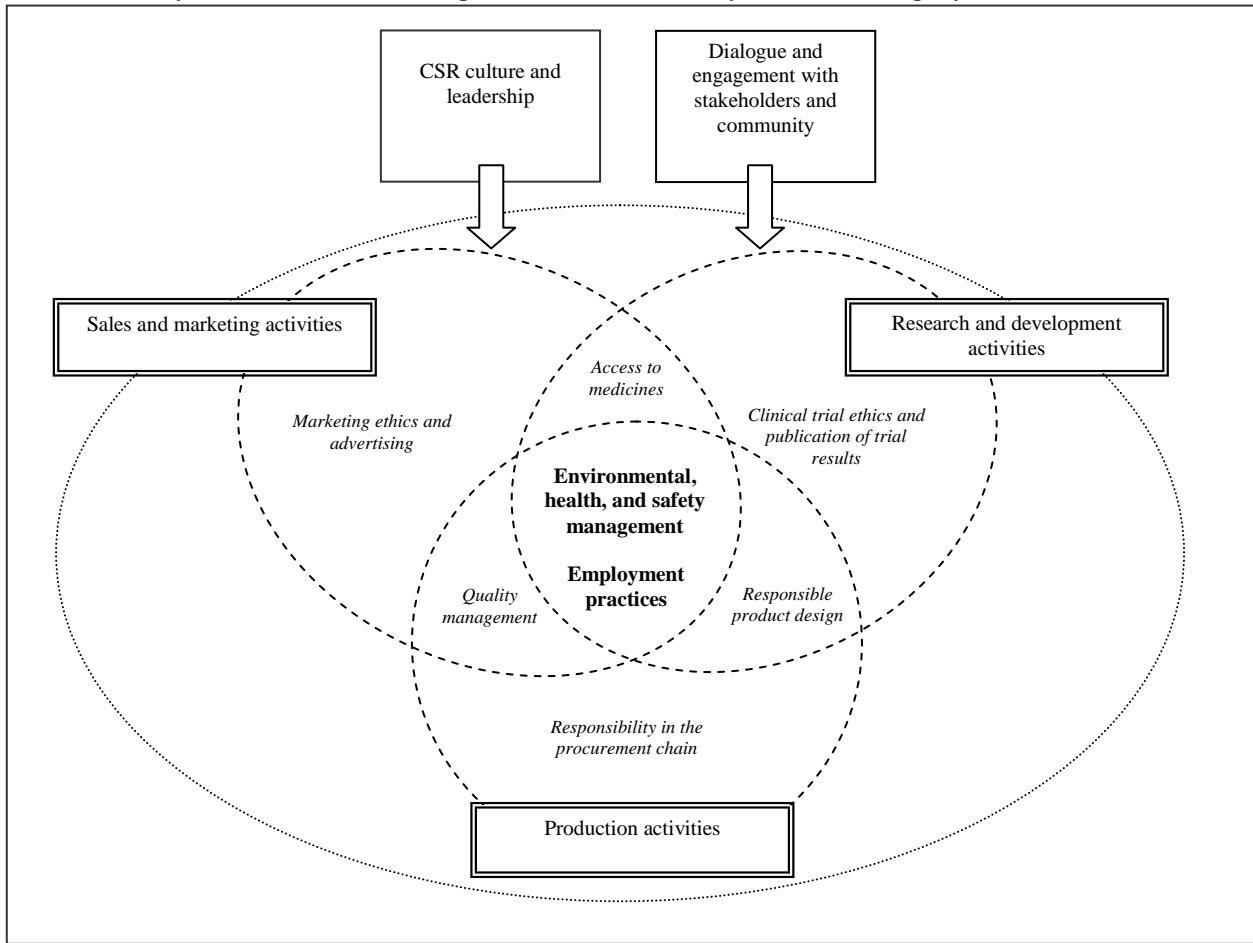 CSR culture and
leadership
Dialogue and
engagement with
stakeholders and
community
Sales and marketing activities
Research and development
activities
Access to
medicines
Marketing ethics and
advertising
Clinical trial ethics and
publication of trial
results
Environmental,
health, and safety
management
Employment
practices
Quality
management
Responsible
product design
Responsibility in the
procurement chain
Production activities